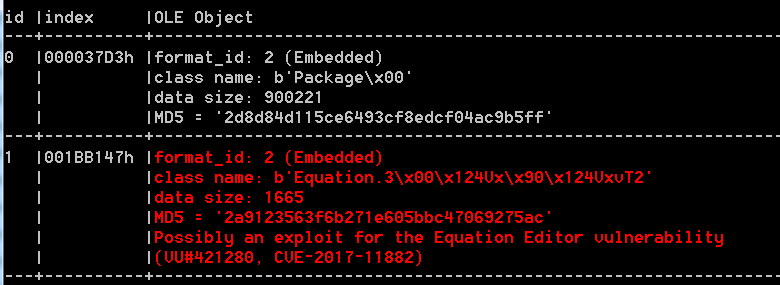 id |index |OLE Object
---+----------+---------------------------------------------------------------
0 |000037D3h |format_id: 2 (Embedded)
| |class name: b'Package\x00'
| |data size: 900221
| |MD5 = '2d8d84d115ce6493cf8edcf04ac9b5ff'
---+----------+---------------------------------------------------------------
1 |001BB147h |format_id: 2 (Embedded)
| |class name: b'Equation.3\x00\x124Vx\x90\x124VxvT2'
| |data size: 1665
| |MD5 = '2a9123563f6b271e605bbc47069275ac'
| |Possibly an exploit for the Equation Editor vulnerability
| |(VU#421280, CVE-2017-11882)
---+----------+---------------------------------------------------------------